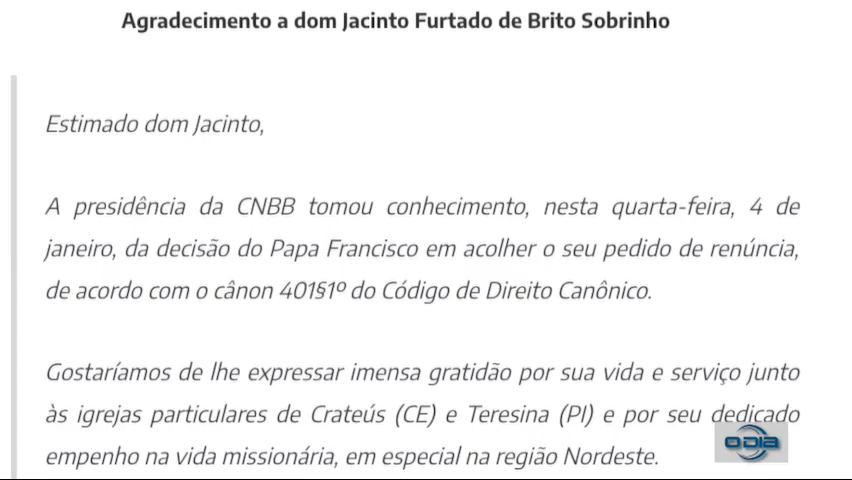 Agradecimento a dom Jacinto Furtado de Brito Sobrinho
Estimado dom Jacinto,
A presidência da CNBB tomou conhecimento, nesta quarta-feira, 4 de
janeiro, da decisão do Papa Francisco em acolher o seu pedido de renúncia,
de acordo com o cânon 401§1º do Código de Direito Canônico.
Gostaríamos de lhe expressar imensa gratidão por sua vida e serviço junto
às igrejas particulares de Crateús (CE) e Teresina (PI) e por seu dedicado
empenho na vida missionária, em especial na região Nordeste.
O DIA